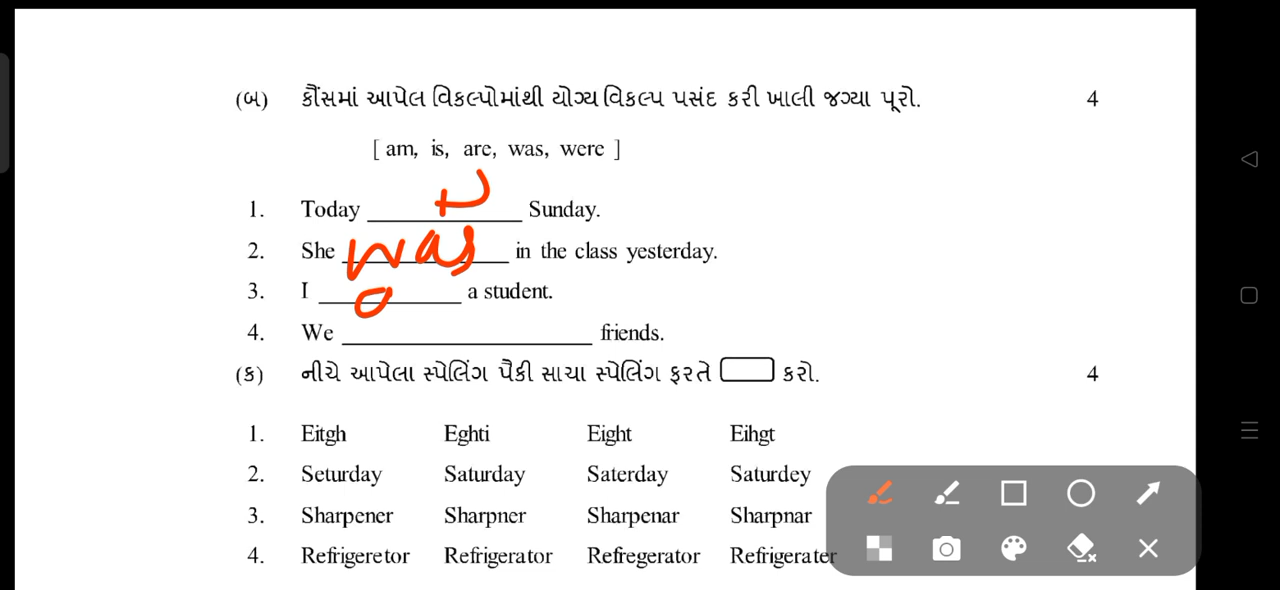 (બ) કૌંસમાં આપેલ વિકલ્પોમાંથી યોગ્ય વિકલ્પ પસંદ કરી ખાલી જગ્યા પૂરો. 4
[ am, is, are, was, were ]
1. Today ____________ Sunday.
2. She was in the class yesterday.
3. I ____________ a student.
4. We ____________ friends.
(ક) નીચે આપેલા સ્પેલિંગ પૈકી સાચા સ્પેલિંગ ફરતે કરો. 4
1. Eitgh Eghti Eight Eihgt
2. Seturday Saturday Saterday Saturdey
3. Sharpener Sharpner Sharpenar Sharpnar
4. Refrigeretor Refrigerator Refregerator Refrigerater